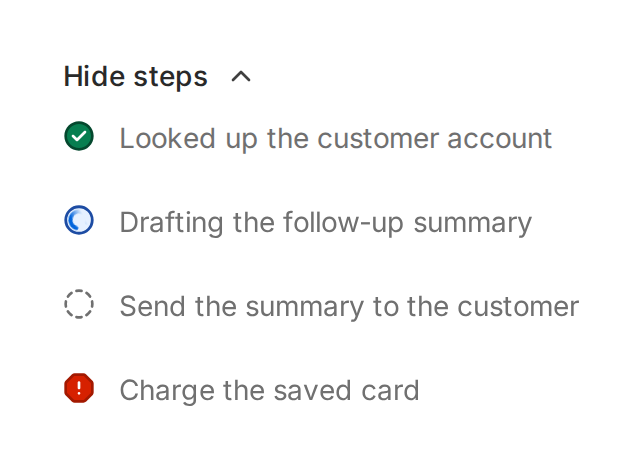 Hide steps
Looked up the customer account
Drafting the follow-up summary
Send the summary to the customer
Charge the saved card